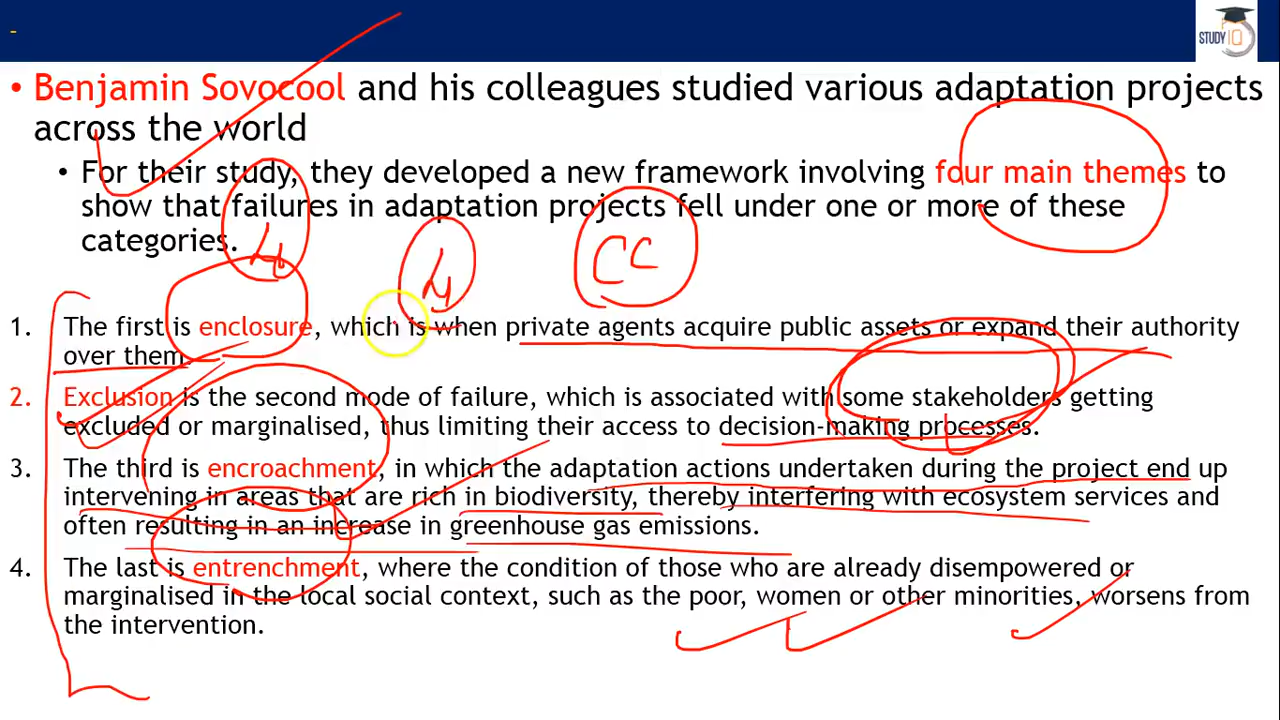 -
STUDY IQ
• Benjamin Sovocool and his colleagues studied various adaptation projects
across the world
• For their study, they developed a new framework involving four main themes to
show that failures in adaptation projects fell under one or more of these
categories.
4
4
CC
1. The first is enclosure, which is when private agents acquire public assets or expand their authority
over them
2. Exclusion is the second mode of failure, which is associated with some stakeholders getting
excluded or marginalised, thus limiting their access to decision-making processes.
3. The third is encroachment, in which the adaptation actions undertaken during the project end up
intervening in areas that are rich in biodiversity, thereby interfering with ecosystem services and
often resulting in an increase in greenhouse gas emissions.
4. The last is entrenchment, where the condition of those who are already disempowered or
marginalised in the local social context, such as the poor, women or other minorities, worsens from
the intervention.